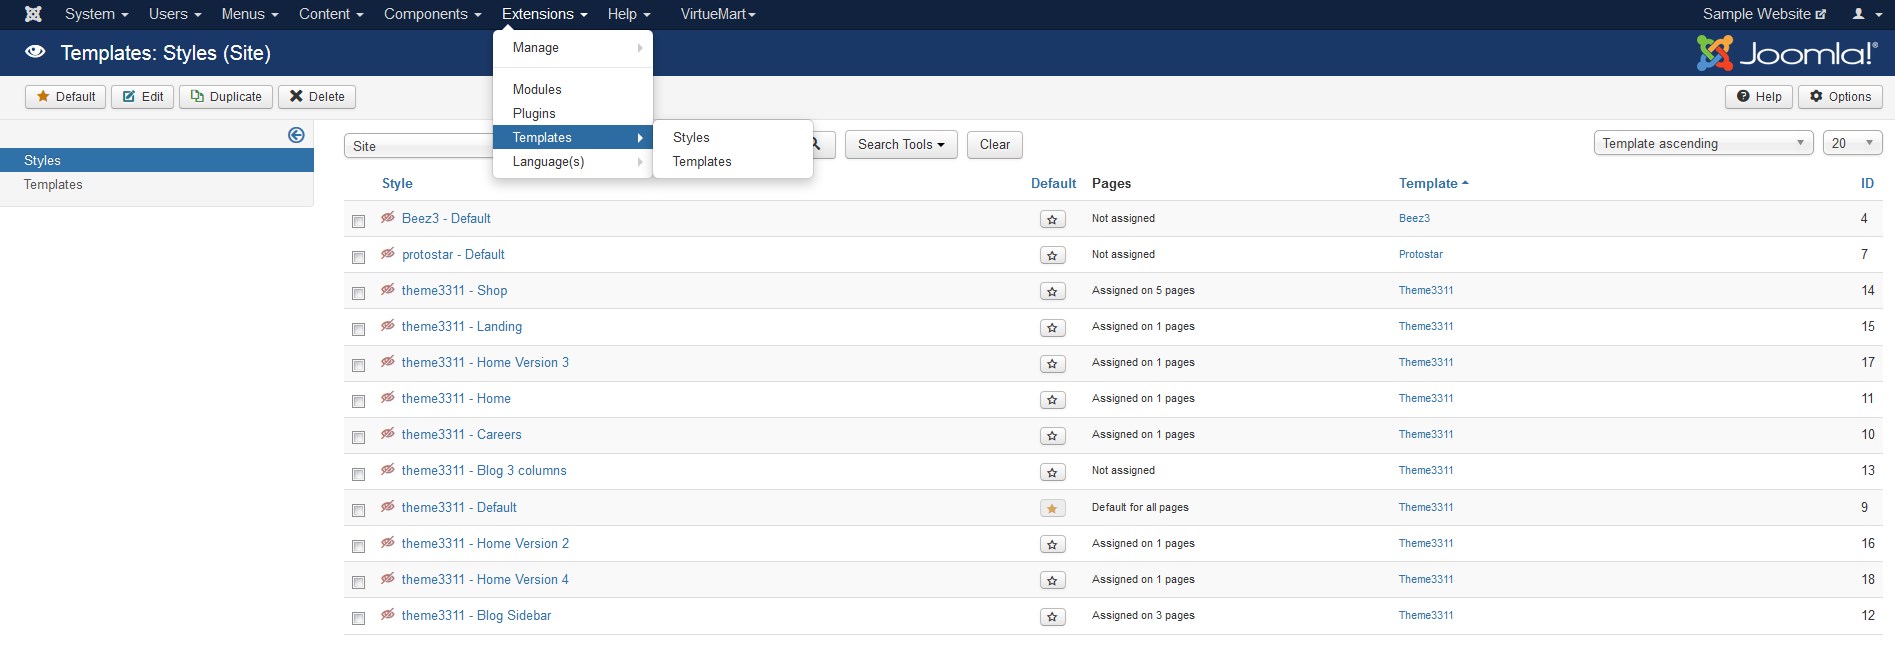 System Users Menus Content Components Extensions Help VirtueMart Sample Website
Templates: Styles (Site) Joomla!®
Manage
Default Edit Duplicate Delete Help Options
Modules
Plugins
Templates Styles
Language(s) Templates
Site Search Tools Clear Template ascending 20
Styles
Templates
Style Default Pages Template ID
Beez3 - Default Not assigned Beez3 4
protostar - Default Not assigned Protostar 7
theme3311 - Shop Assigned on 5 pages Theme3311 14
theme3311 - Landing Assigned on 1 pages Theme3311 15
theme3311 - Home Version 3 Assigned on 1 pages Theme3311 17
theme3311 - Home Assigned on 1 pages Theme3311 11
theme3311 - Careers Assigned on 1 pages Theme3311 10
theme3311 - Blog 3 columns Not assigned Theme3311 13
theme3311 - Default Default for all pages Theme3311 9
theme3311 - Home Version 2 Assigned on 1 pages Theme3311 16
theme3311 - Home Version 4 Assigned on 1 pages Theme3311 18
theme3311 - Blog Sidebar Assigned on 3 pages Theme3311 12